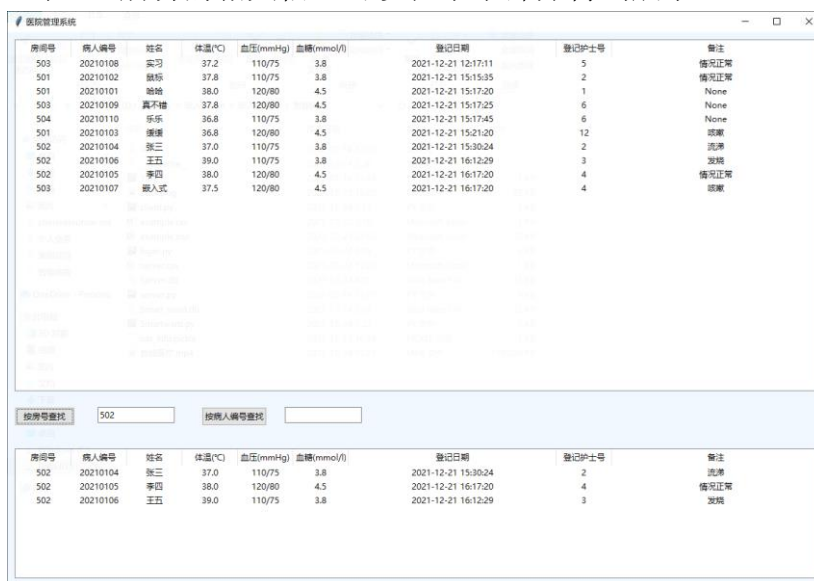 医院管理系统
房间号 病人编号 姓名 体温(℃) 血压(mmHg) 血糖(mmol/l) 登记日期 登记护士号 备注
503 20210108 实习 37.2 110/75 3.8 2021-12-21 12:17:11 5 情况正常
502 20210102 鼠标 37.8 110/75 3.8 2021-12-21 15:15:35 2 情况正常
501 20210101 哈哈 38.0 120/80 4.5 2021-12-21 15:17:20 1 None
503 20210109 真不错 37.8 120/80 4.5 2021-12-21 15:17:25 6 None
504 20210110 乐乐 36.8 110/75 3.8 2021-12-21 15:17:45 6 None
501 20210103 缓缓 36.8 120/80 4.5 2021-12-21 15:21:20 12 咳嗽
502 20210104 张三 37.0 110/75 3.8 2021-12-21 15:30:24 2 流涕
502 20210106 王五 39.0 110/75 3.8 2021-12-21 16:12:29 3 发烧
502 20210105 李四 38.0 120/80 4.5 2021-12-21 16:17:20 4 情况正常
503 20210107 嵌入式 37.5 120/80 4.5 2021-12-21 16:17:20 4 咳嗽
按房号查找 502 按病人编号查找
房间号 病人编号 姓名 体温(℃) 血压(mmHg) 血糖(mmol/l) 登记日期 登记护士号 备注
502 20210104 张三 37.0 110/75 3.8 2021-12-21 15:30:24 2 流涕
502 20210105 李四 38.0 120/80 4.5 2021-12-21 16:17:20 4 情况正常
502 20210106 王五 39.0 110/75 3.8 2021-12-21 16:12:29 3 发烧